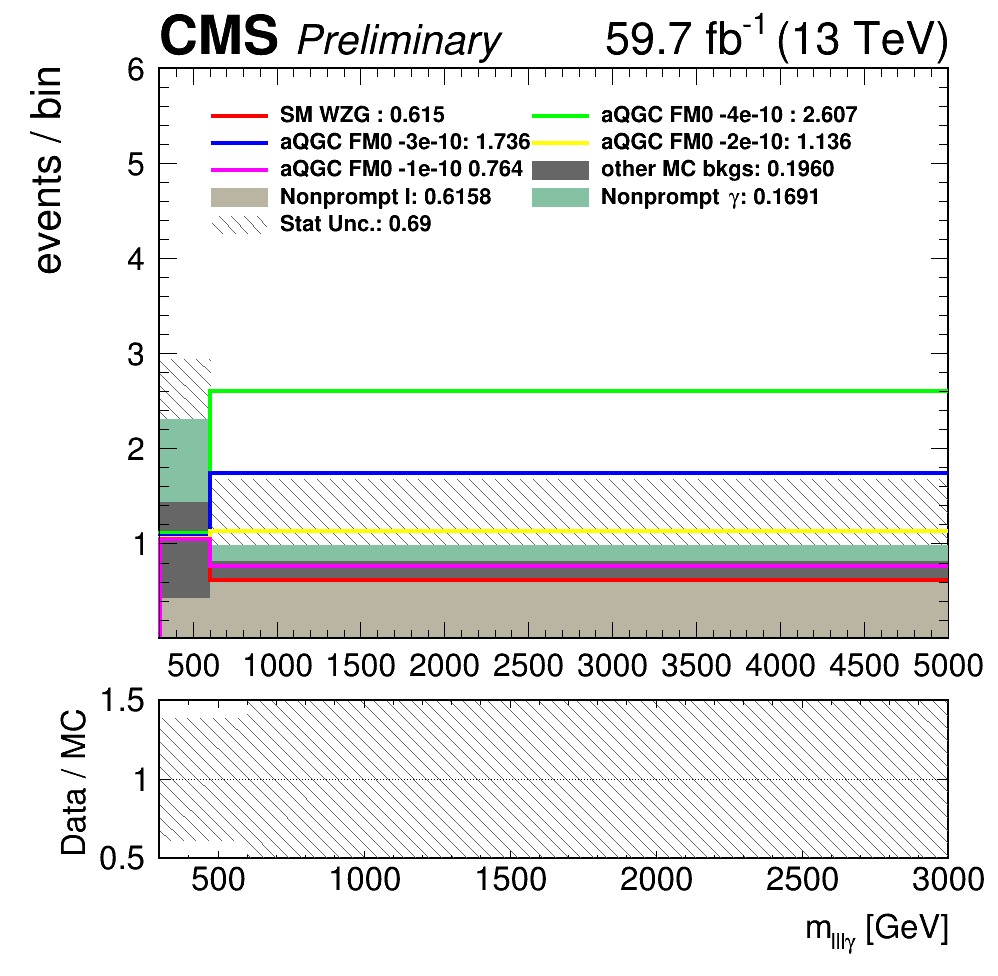 CMS Preliminary 59.7 fb-1 (13 TeV)
events / bin
6
5
4
3
2
1
SM WZG : 0.615
aQGC FM0 -4e-10 : 2.607
aQGC FM0 -3e-10: 1.736
aQGC FM0 -2e-10: 1.136
aQGC FM0 -1e-10 0.764
other MC bkgs: 0.1960
Nonprompt l: 0.6158
Nonprompt γ: 0.1691
Stat Unc.: 0.69
500 1000 1500 2000 2500 3000 3500 4000 4500 5000
Data / MC
1.5
1
0.5
500 1000 1500 2000 2500 3000
mlllγ [GeV]